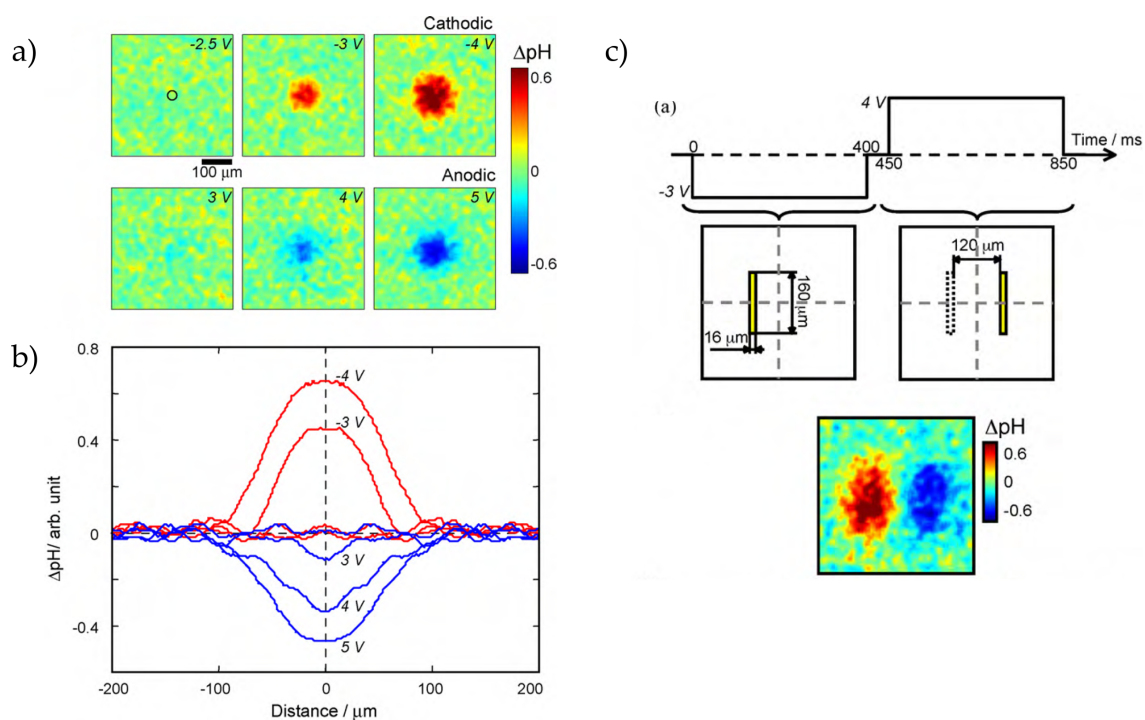 a)
Cathodic
-2.5 V
-3 V
-4 V
ΔpH
0.6
0
-0.6
100 μm
Anodic
3 V
4 V
5 V
b)
0.8
0.4
0
-0.4
ΔpH/ arb. unit
-4 V
-3 V
3 V
4 V
5 V
-200
-100
0
100
200
Distance / μm
c)
(a)
4 V
0
400
Time / ms
450
850
-3 V
120 μm
160 μm
16 μm
ΔpH
0.6
0
-0.6